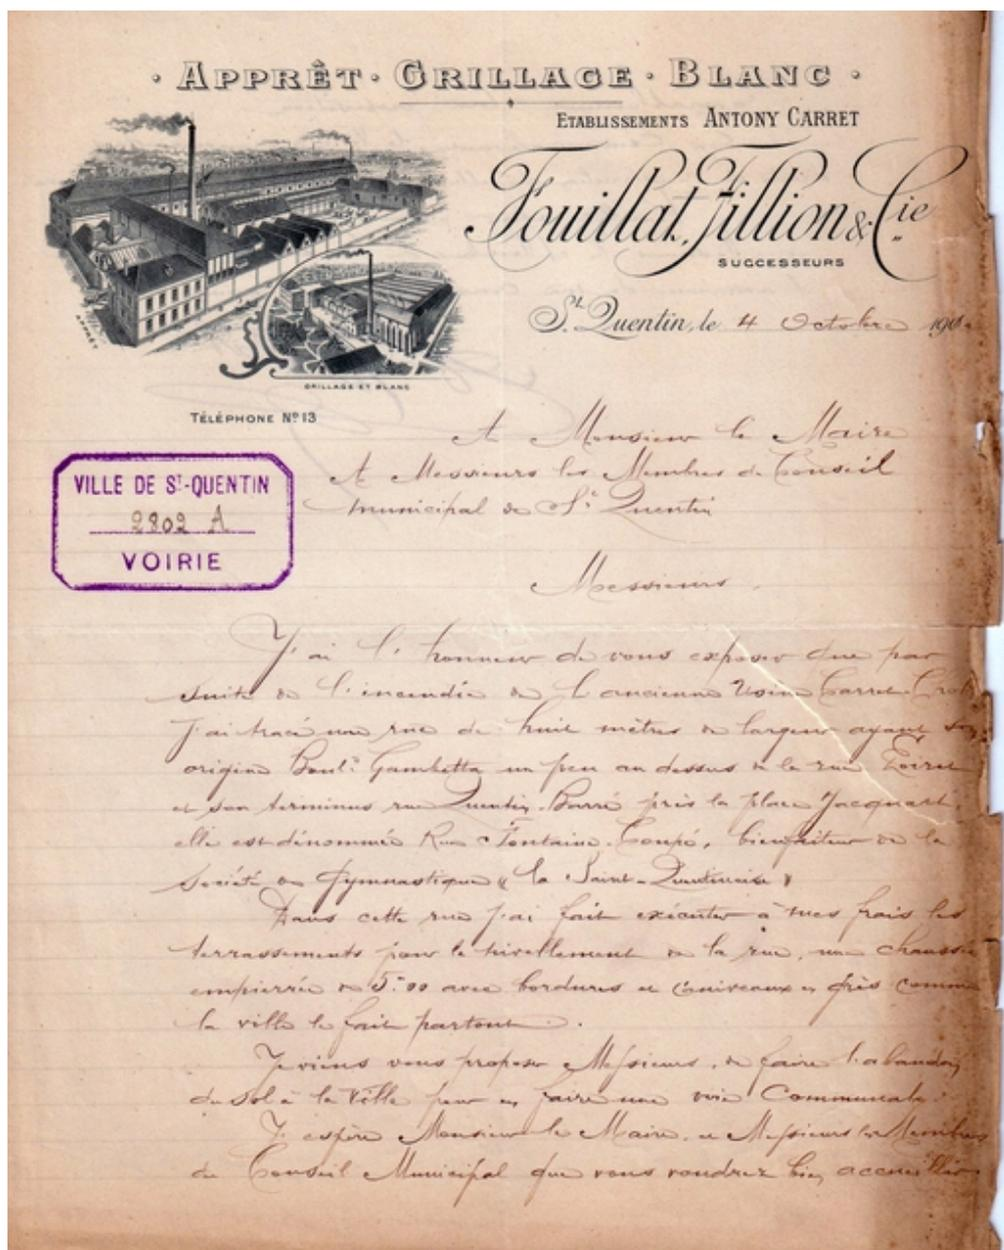 · APPRÊT · GRILLAGE · BLANC ·
ETABLISSEMENTS ANTONY CARRET
Fouillat, Fillion & Cie
SUCCESSEURS
St Quentin, le 4 Octobre 190
APPRÊT
GRILLAGE ET BLANC
TÉLÉPHONE No 13
A Monsieur le Maire
A Messieurs les Membres du Conseil
municipal de St Quentin
VILLE DE St-QUENTIN
2802 A
VOIRIE
Messieurs
J'ai l'honneur de vous exposer que par
suite de l'incendie de l'ancienne Usine Carret
j'ai tracé une rue de huit mètres de largeur ayant son
origine Boult Gambetta un peu au dessus de la rue
et son terminus rue Quentin-Barré près la place Jacquart,
elle est dénommée Rue Fontaine-Coupé, bienfaiteur de la
société de Gymnastique "la Saint-Quentinoise"
Dans cette rue j'ai fait exécuter à mes frais les
terrassements pour le nivellement de la rue, une chaussée
empierrée de 5m00 avec bordures et caniveaux en grès comme
la ville le fait partout.
Je viens vous proposer Messieurs, de faire l'abandon
du sol à la Ville pour en faire une voie Communale.
J'espère Monsieur le Maire, et Messieurs les Membres
du Conseil Municipal que vous voudrez bien accueillir